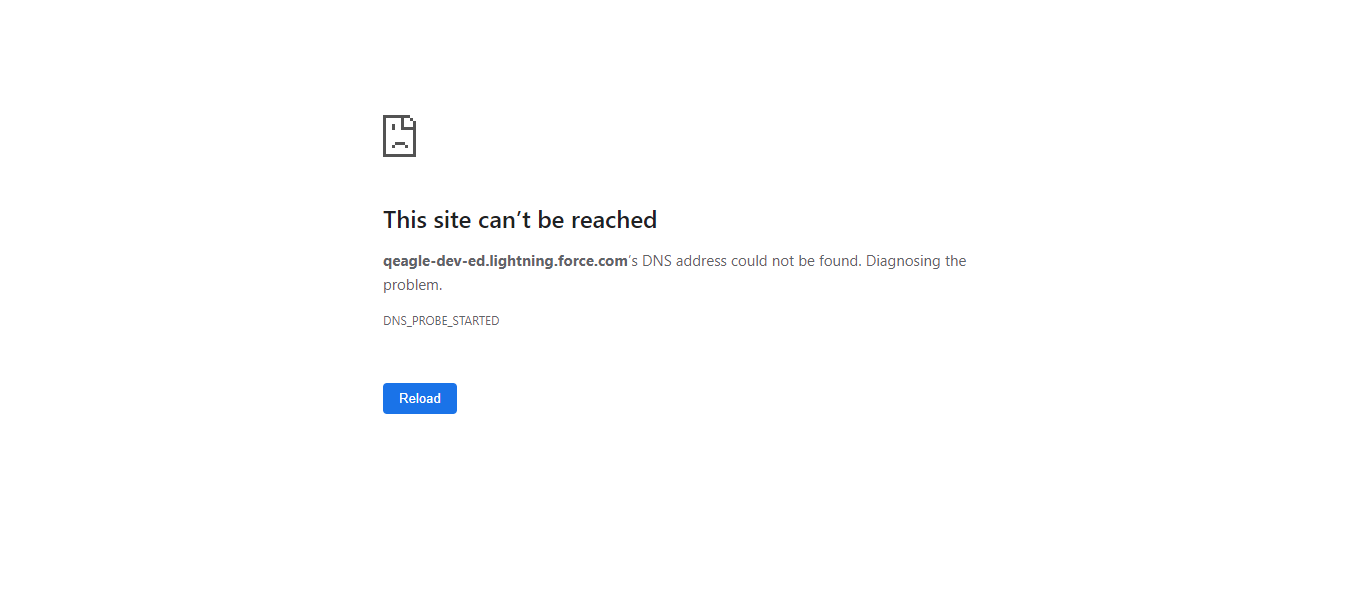 This site can’t be reached
qeagle-dev-ed.lightning.force.com’s DNS address could not be found. Diagnosing the
problem.
DNS_PROBE_STARTED
Reload